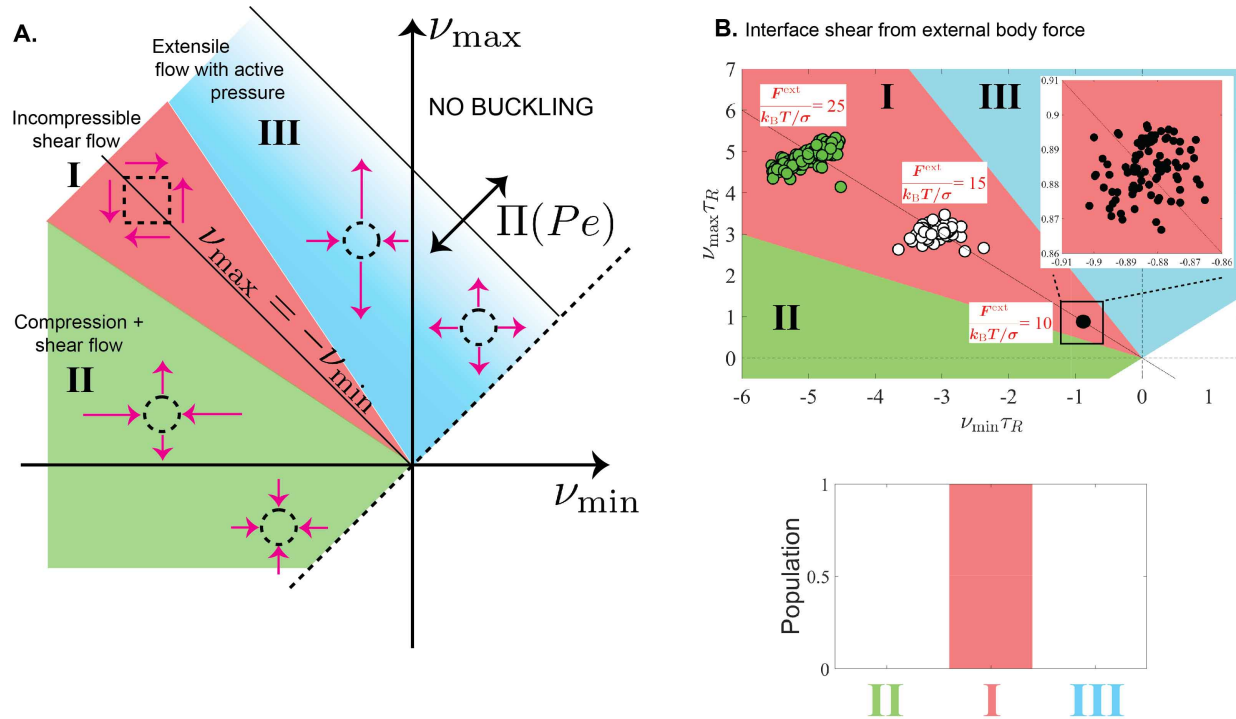 A.
ν_max
Extensile
flow with active
pressure
NO BUCKLING
III
Incompressible
shear flow
I
Π(Pe)
ν_max = −ν_min
Compression +
shear flow
II
ν_min
B. Interface shear from external body force
7
6
5
4
3
2
1
0
ν_max τ_R
I
III
II
F^ext
k_B T/σ = 25
F^ext
k_B T/σ = 15
F^ext
k_B T/σ = 10
0.91
0.89
0.88
0.87
0.86
-0.91 -0.9 -0.89 -0.88 -0.87 -0.86
-6 -5 -4 -3 -2 -1 0 1
ν_min τ_R
1
0.5
0
Population
II I III